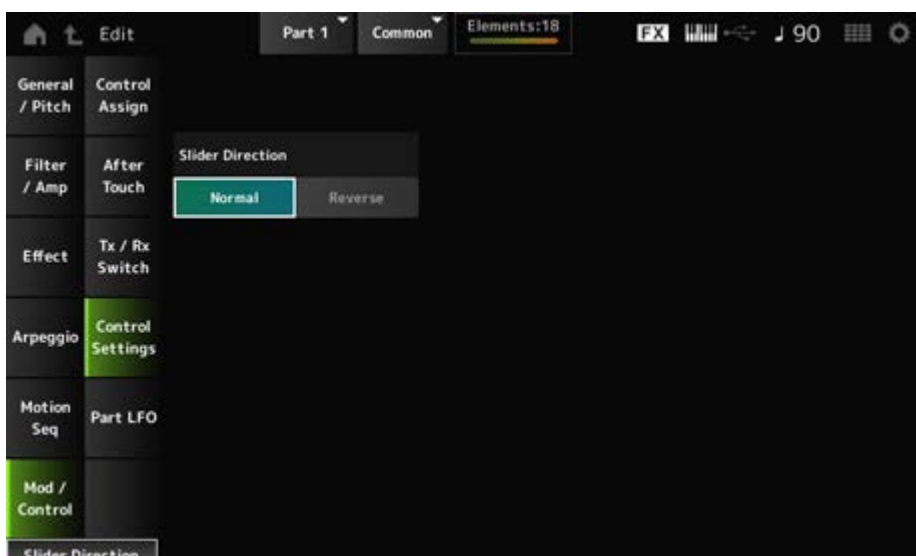 Edit
Part 1
Common
Elements:18
FX
90
General
/ Pitch
Control
Assign
Filter
/ Amp
After
Touch
Slider Direction
Normal
Reverse
Effect
Tx / Rx
Switch
Arpeggio
Control
Settings
Motion
Seq
Part LFO
Mod /
Control
Slider Direction